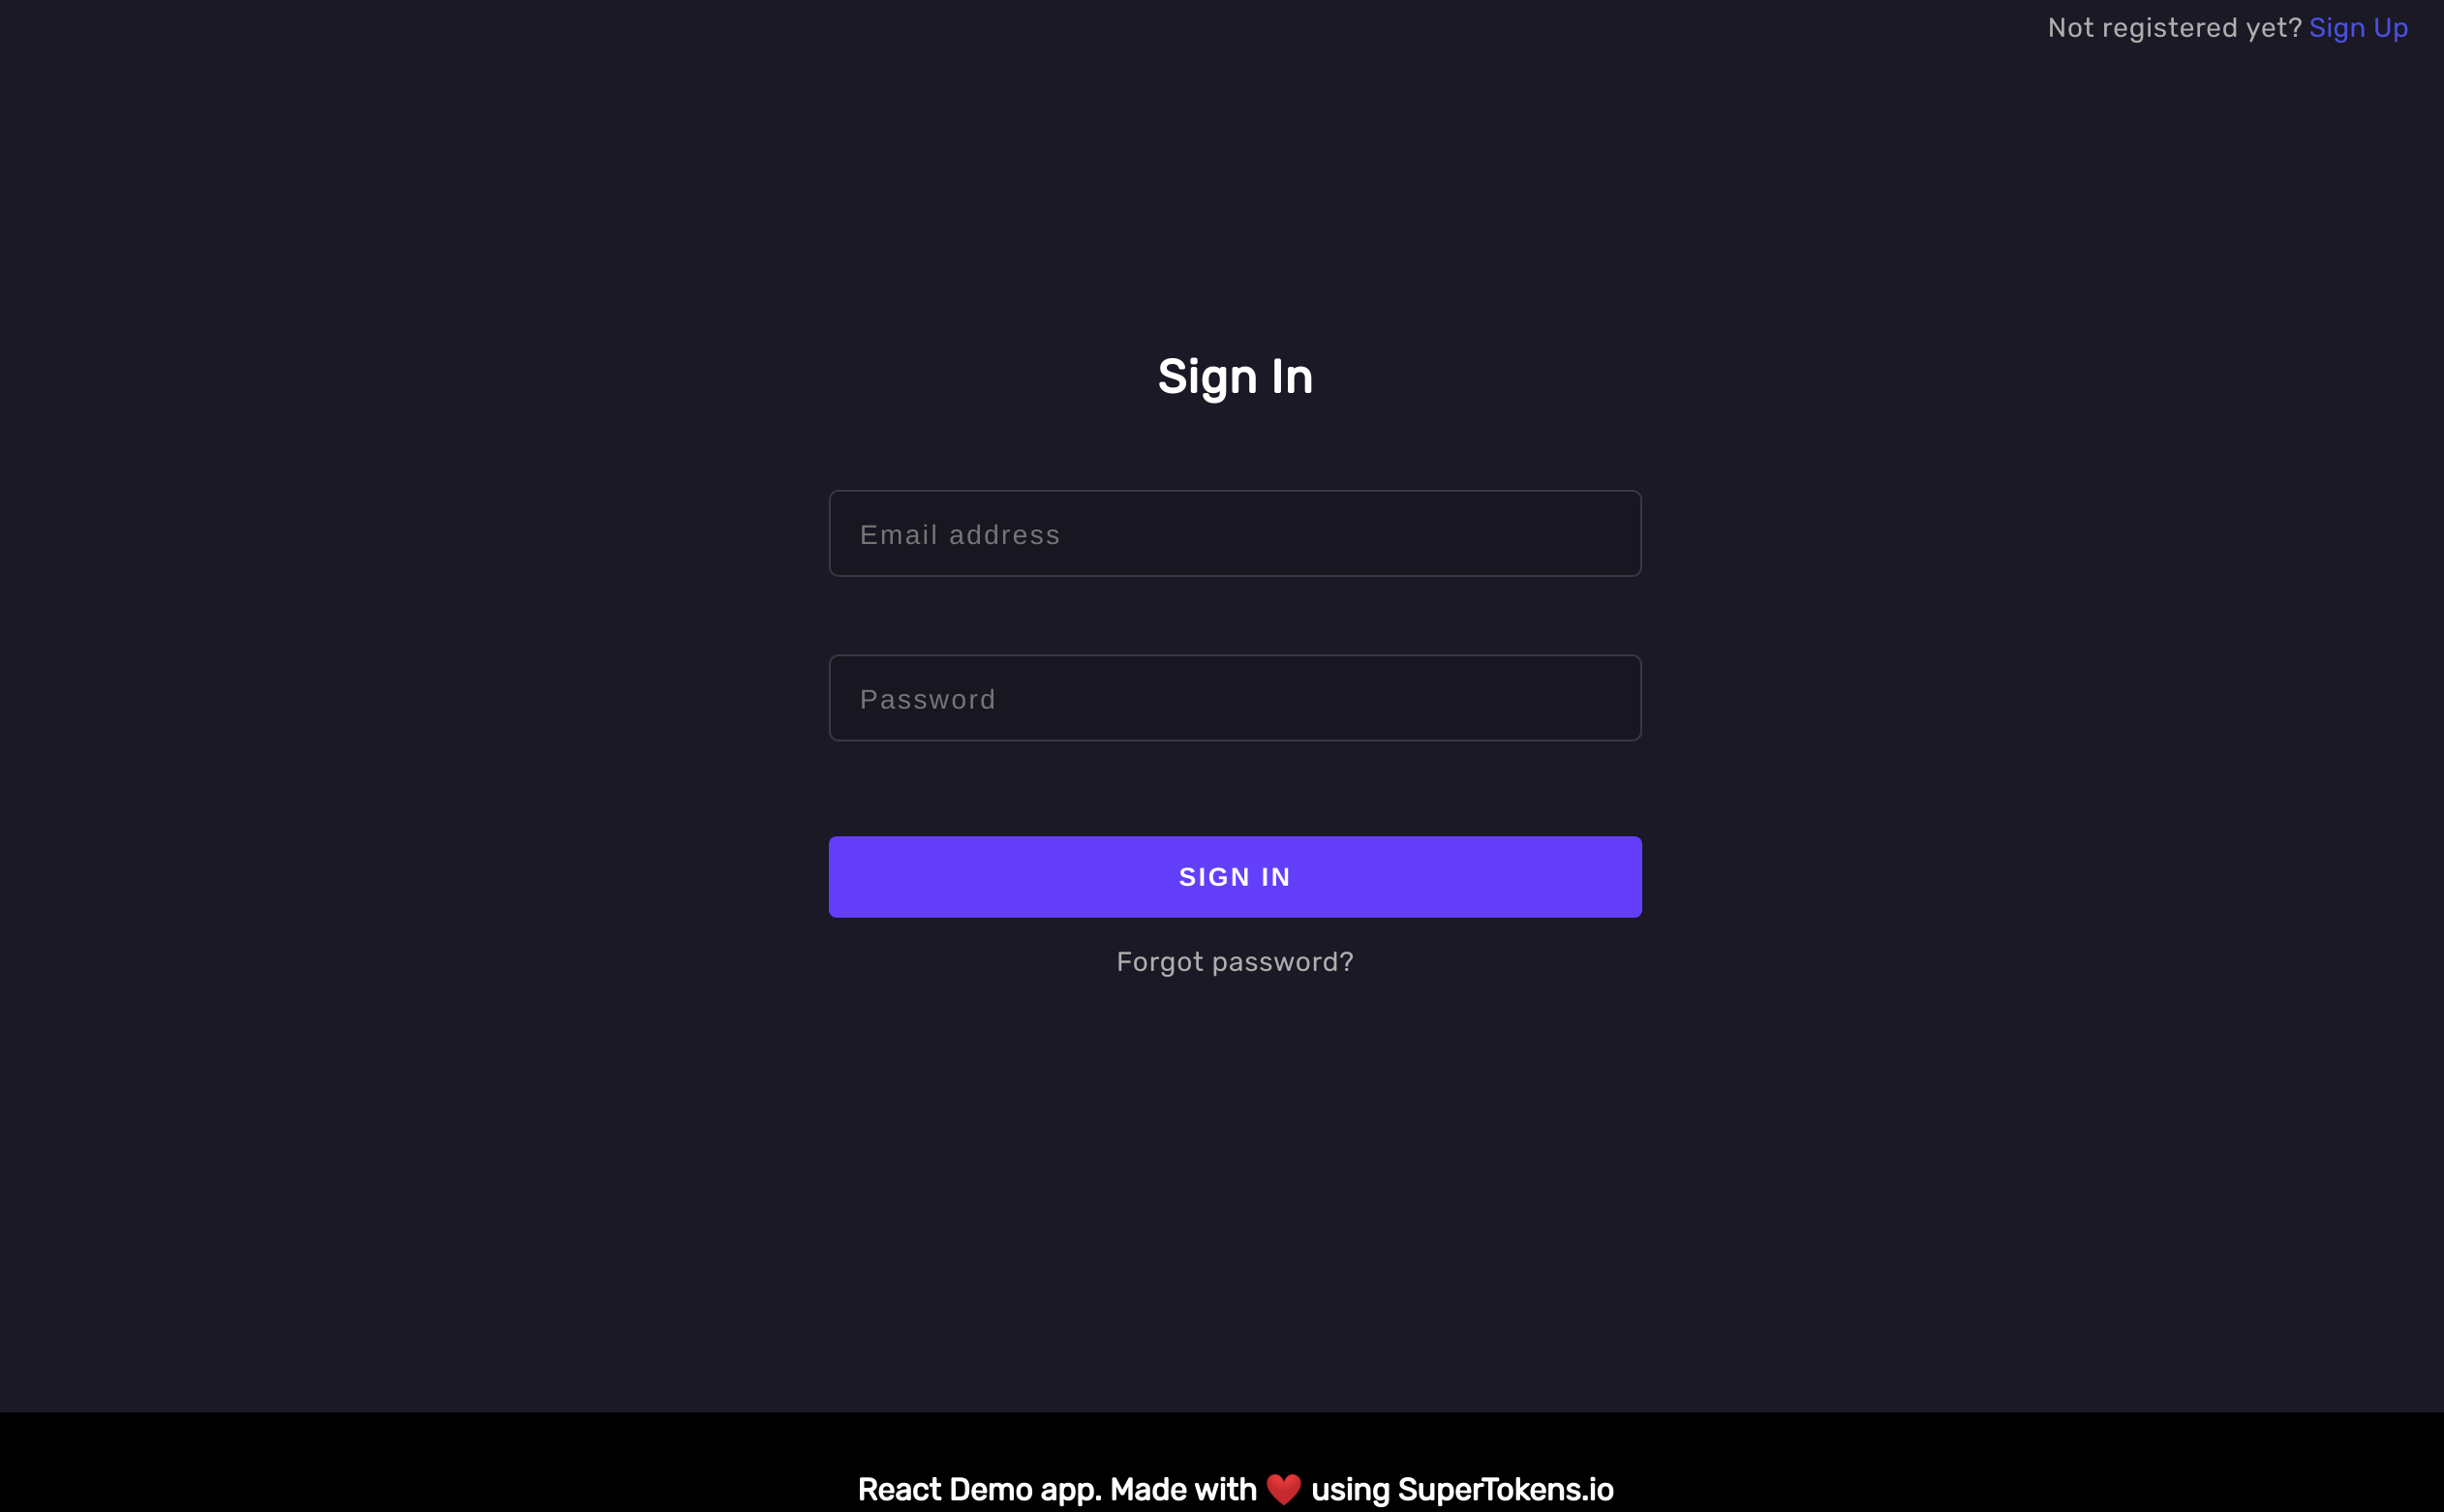 Not registered yet? Sign Up
Sign In
Email address
Password
SIGN IN
Forgot password?
React Demo app. Made with ❤️ using SuperTokens.io